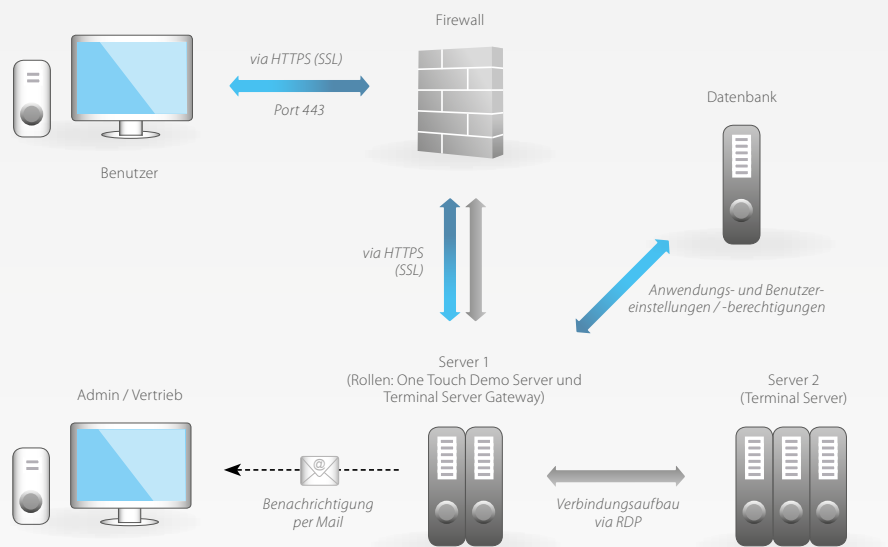 Firewall
via HTTPS (SSL)
Port 443
Benutzer
Datenbank
via HTTPS
(SSL)
Anwendungs- und Benutzer-
einstellungen / -berechtigungen
Server 1
(Rollen: One Touch Demo Server und
Terminal Server Gateway)
Server 2
(Terminal Server)
Admin / Vertrieb
@
Benachrichtigung
per Mail
Verbindungsaufbau
via RDP